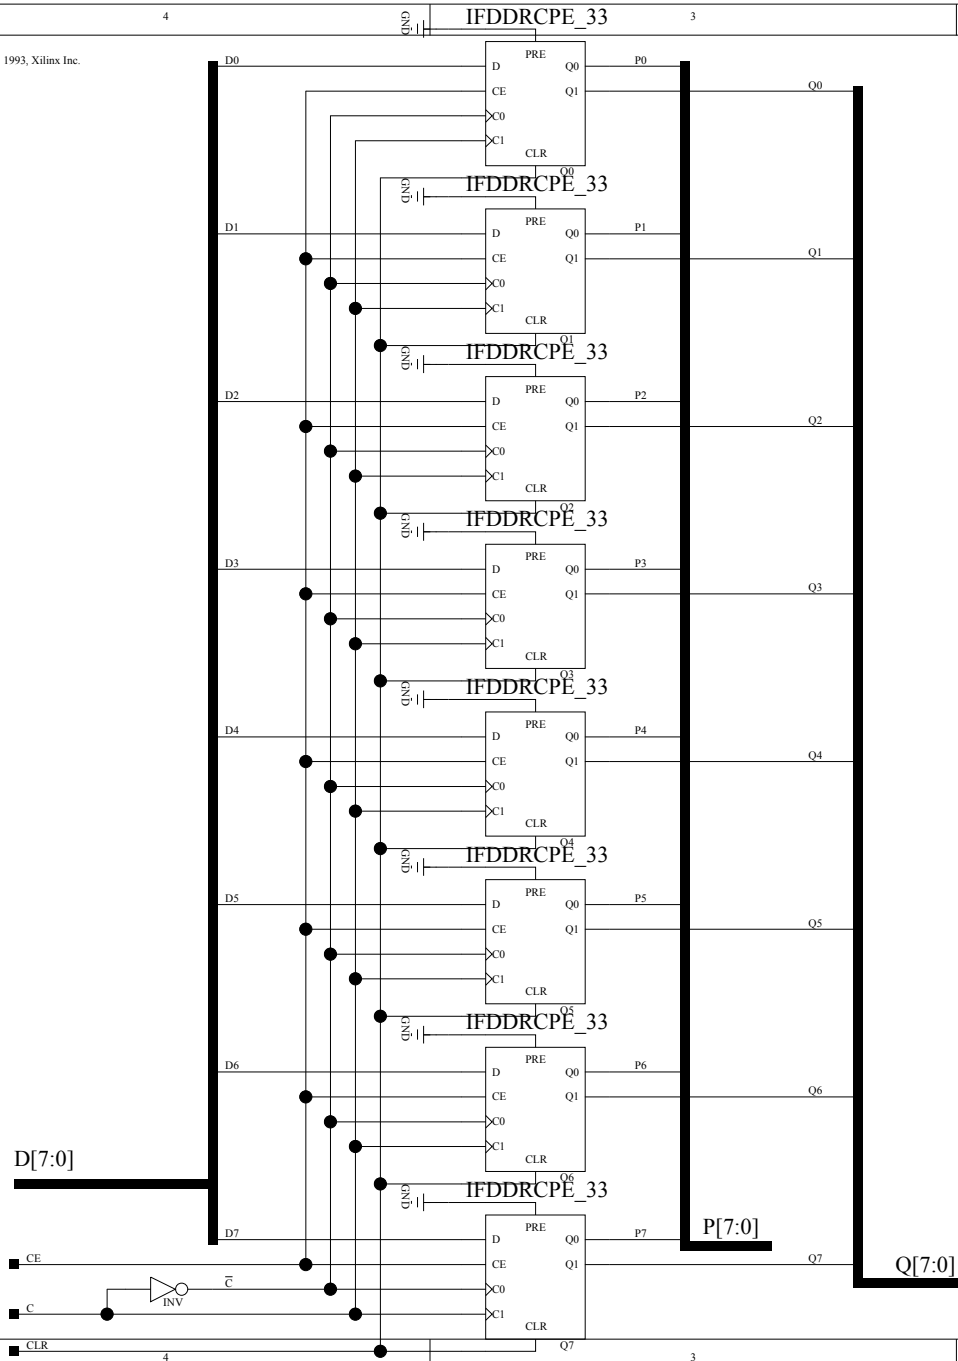 4 3
1993, Xilinx Inc.
GND IFDDRCPE_33
PRE
D0 D Q0 P0
CE Q1 Q0
C0
C1
CLR
Q0
GND IFDDRCPE_33
PRE
D1 D Q0 P1
CE Q1 Q1
C0
C1
CLR
Q1
GND IFDDRCPE_33
PRE
D2 D Q0 P2
CE Q1 Q2
C0
C1
CLR
Q2
GND IFDDRCPE_33
PRE
D3 D Q0 P3
CE Q1 Q3
C0
C1
CLR
Q3
GND IFDDRCPE_33
PRE
D4 D Q0 P4
CE Q1 Q4
C0
C1
CLR
Q4
GND IFDDRCPE_33
PRE
D5 D Q0 P5
CE Q1 Q5
C0
C1
CLR
Q5
GND IFDDRCPE_33
PRE
D6 D Q0 P6
CE Q1 Q6
C0
C1
CLR
D[7:0]
Q6
GND IFDDRCPE_33
PRE P[7:0]
D7 D Q0 P7
CE CE Q1 Q7 Q[7:0]
C̅ C0
INV
C C1
CLR
CLR Q7
4 3